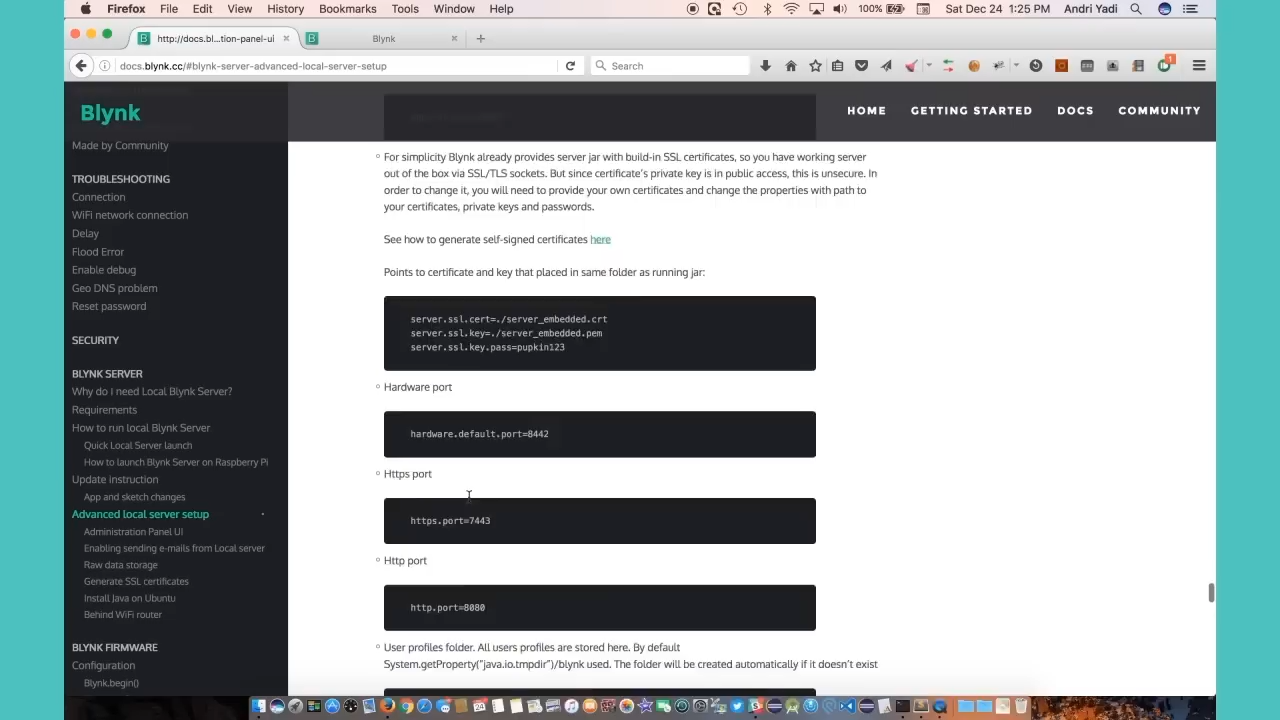 Firefox File Edit View History Bookmarks Tools Window Help
100% Sat Dec 24 1:25 PM Andri Yadi
http://docs.bl...tion-panel-ui
Blynk
docs.blynk.cc/#blynk-server-advanced-local-server-setup
Search
1
Blynk
HOME GETTING STARTED DOCS COMMUNITY
Made by Community
TROUBLESHOOTING
Connection
WiFi network connection
Delay
Flood Error
Enable debug
Geo DNS problem
Reset password
SECURITY
BLYNK SERVER
Why do I need Local Blynk Server?
Requirements
How to run local Blynk Server
Quick Local Server launch
How to launch Blynk Server on Raspberry Pi
Update instruction
App and sketch changes
Advanced local server setup
Administration Panel UI
Enabling sending e-mails from Local server
Raw data storage
Generate SSL certificates
Install Java on Ubuntu
Behind WiFi router
BLYNK FIRMWARE
Configuration
Blynk.begin()
For simplicity Blynk already provides server jar with build-in SSL certificates, so you have working server
out of the box via SSL/TLS sockets. But since certificate's private key is in public access, this is unsecure. In
order to change it, you will need to provide your own certificates and change the properties with path to
your certificates, private keys and passwords.
See how to generate self-signed certificates here
Points to certificate and key that placed in same folder as running jar:
server.ssl.cert=./server_embedded.crt
server.ssl.key=./server_embedded.pem
server.ssl.key.pass=pupkin123
Hardware port
hardware.default.port=8442
Https port
https.port=7443
Http port
http.port=8080
User profiles folder. All users profiles are stored here. By default
System.getProperty("java.io.tmpdir")/blynk used. The folder will be created automatically if it doesn't exist